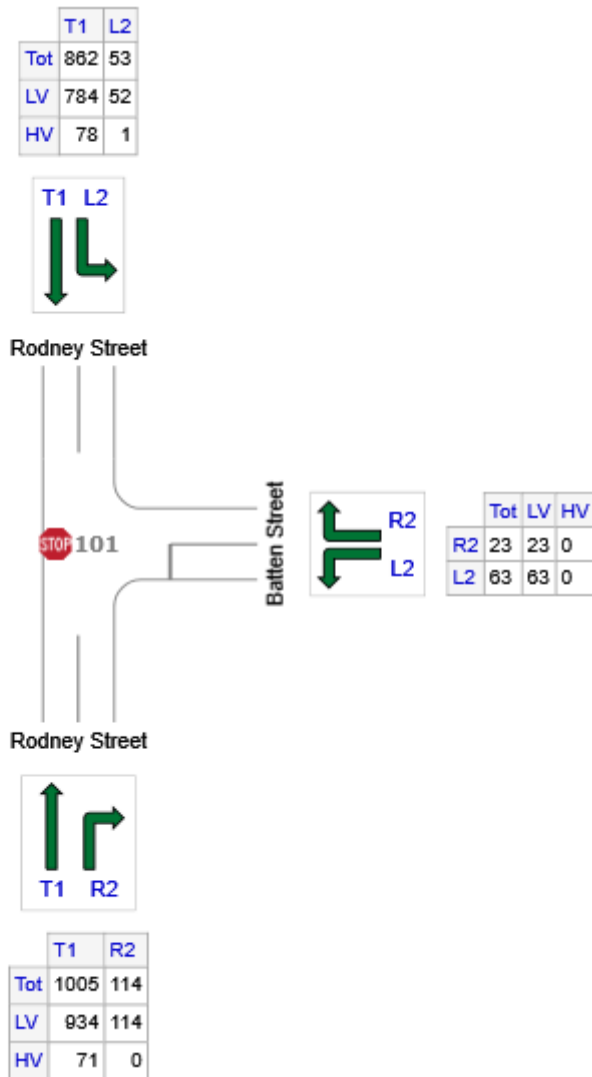 T1 L2
Tot 862 53
LV 784 52
HV 78 1
T1 L2
Rodney Street
STOP 101
Batten Street
R2
L2
Tot LV HV
R2 23 23 0
L2 63 63 0
Rodney Street
T1 R2
T1 R2
Tot 1005 114
LV 934 114
HV 71 0